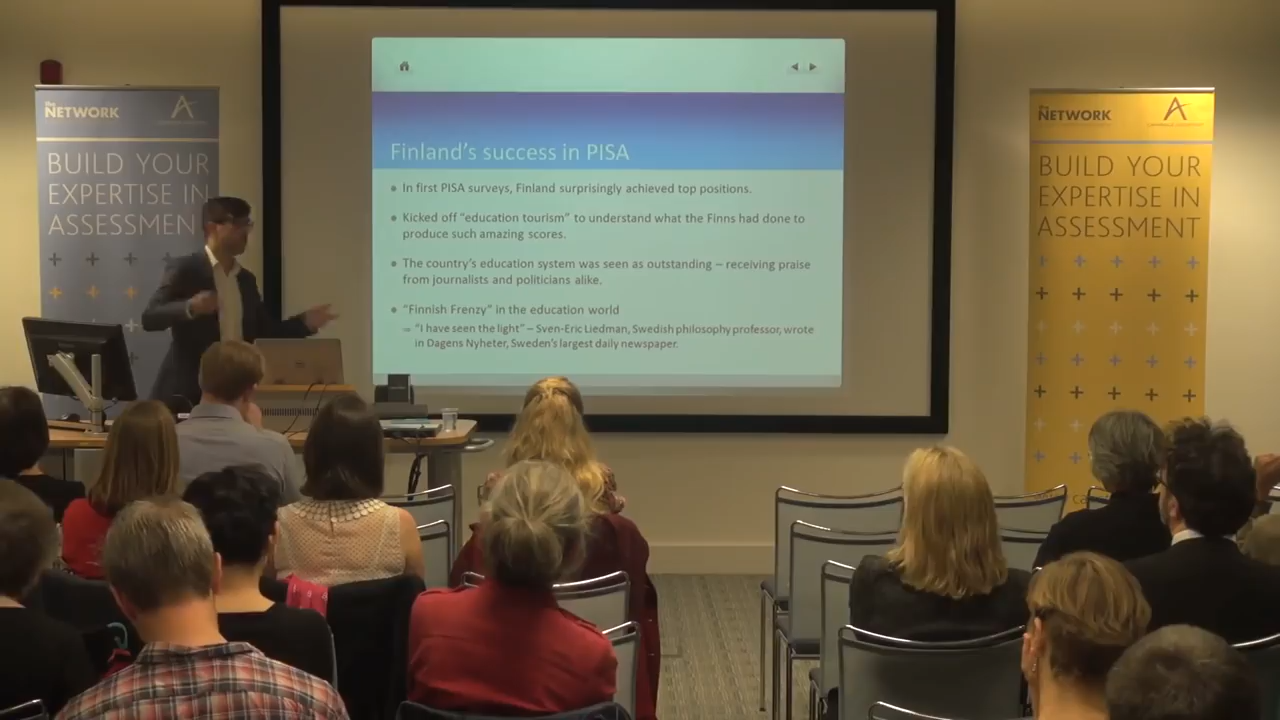 the
NETWORK
BUILD YOUR
EXPERTISE IN
ASSESSMEN
Finland's success in PISA
In first PISA surveys, Finland surprisingly achieved top positions.
Kicked off "education tourism" to understand what the Finns had done to
produce such amazing scores.
The country's education system was seen as outstanding – receiving praise
from journalists and politicians alike.
"Finnish Frenzy" in the education world
"I have seen the light" – Sven-Eric Liedman, Swedish philosophy professor, wrote
in Dagens Nyheter, Sweden's largest daily newspaper.
the
NETWORK
BUILD YOUR
EXPERTISE IN
ASSESSMENT